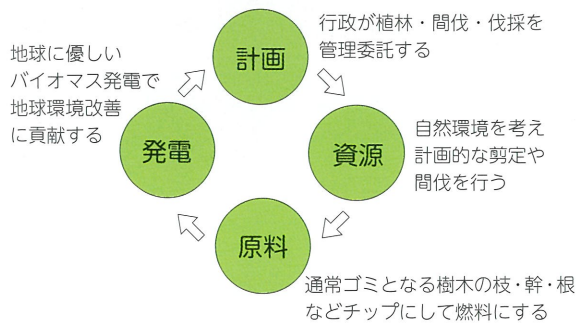 計画
行政が植林・間伐・伐採を
管理委託する
資源
自然環境を考え
計画的な剪定や
間伐を行う
原料
通常ゴミとなる樹木の枝・幹・根
などチップにして燃料にする
発電
地球に優しい
バイオマス発電で
地球環境改善
に貢献する